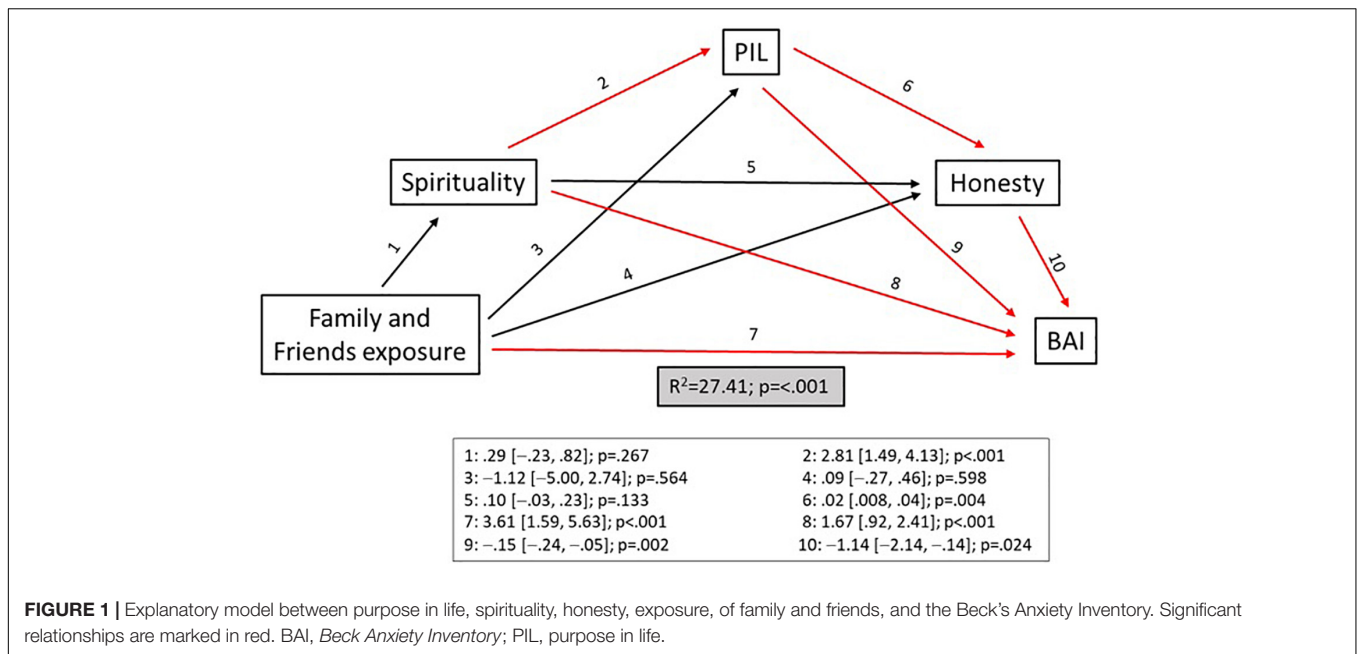 PIL
2
6
Spirituality
5
Honesty
1
3
4
9
8
10
Family and
Friends exposure
7
BAI
R²=27.41; p=<.001
1: .29 [−.23, .82]; p=.267 2: 2.81 [1.49, 4.13]; p<.001
3: −1.12 [−5.00, 2.74]; p=.564 4: .09 [−.27, .46]; p=.598
5: .10 [−.03, .23]; p=.133 6: .02 [.008, .04]; p=.004
7: 3.61 [1.59, 5.63]; p<.001 8: 1.67 [.92, 2.41]; p<.001
9: −.15 [−.24, −.05]; p=.002 10: −1.14 [−2.14, −.14]; p=.024
FIGURE 1 | Explanatory model between purpose in life, spirituality, honesty, exposure, of family and friends, and the Beck's Anxiety Inventory. Significant
relationships are marked in red. BAI, Beck Anxiety Inventory; PIL, purpose in life.